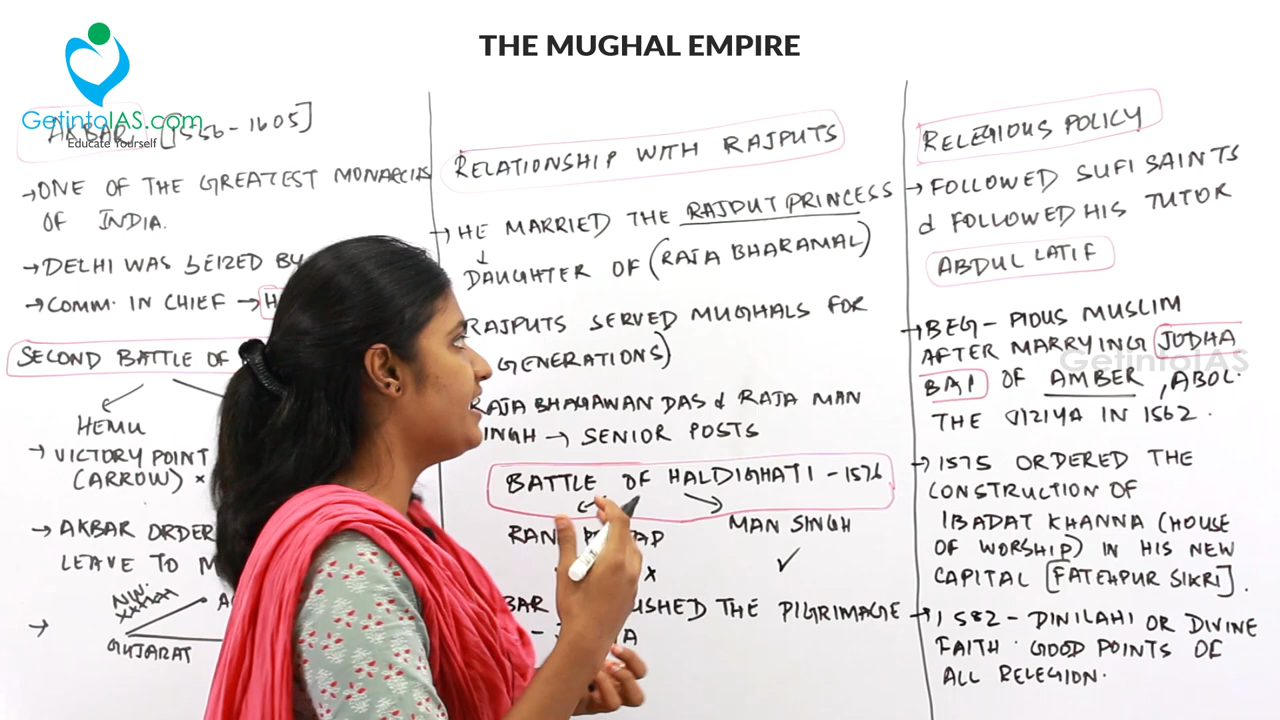 THE MUGHAL EMPIRE
GetintoIAS.com
Educate Yourself
AKBAR [1556-1605]
→ ONE OF THE GREATEST MONARCHS
OF INDIA.
→ DELHI WAS SEIZED BY
→ COMM. IN CHIEF → H
SECOND BATTLE OF
HEMU
→ VICTORY POINT
(ARROW) ×
→ AKBAR ORDER
LEAVE TO M
→
GUJARAT
RELATIONSHIP WITH RAJPUTS
→ HE MARRIED THE RAJPUT PRINCESS
↓
DAUGHTER OF (RAJA BHARAMAL)
RAJPUTS SERVED MUGHALS FOR
GENERATIONS)
RAJA BHAGAWAN DAS & RAJA MAN
INGH → SENIOR POSTS
BATTLE OF HALDIGHATI - 1576
MAN SINGH
× ✓
THE PILGRIMAGE
RELEGIOUS POLICY
→ FOLLOWED SUFI SAINTS
& FOLLOWED HIS TUTOR
ABDUL LATIF
→ BEG - PIOUS MUSLIM
AFTER MARRYING JODHA
BAI OF AMBER, ABOL.
THE JIZIYA IN 1562.
GetintoIAS
→ 1575 ORDERED THE
CONSTRUCTION OF
IBADAT KHANNA (HOUSE
OF WORSHIP) IN HIS NEW
CAPITAL [FATEHPUR SIKRI].
→ 1582 - DINILAHI OR DIVINE
FAITH. GOOD POINTS OF
ALL RELEGION.